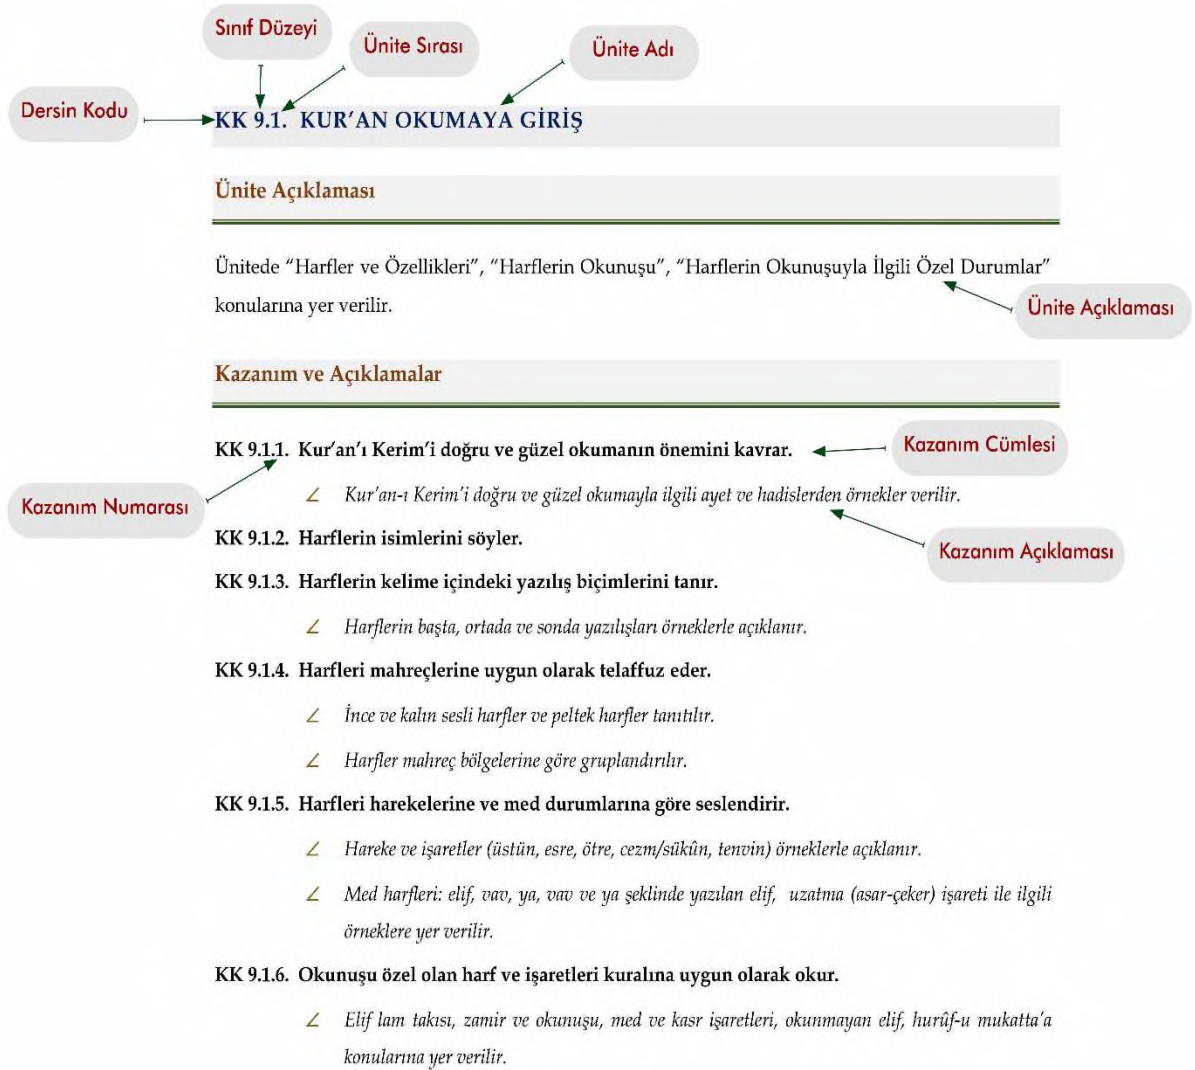 Sınıf Düzeyi
Ünite Sırası
Ünite Adı
Dersin Kodu
KK 9.1. KUR’AN OKUMAYA GİRİŞ
Ünite Açıklaması
Ünitede “Harfler ve Özellikleri”, “Harflerin Okunuşu”, “Harflerin Okunuşuyla İlgili Özel Durumlar”
konularına yer verilir.
Ünite Açıklaması
Kazanım ve Açıklamalar
KK 9.1.1. Kur’an’ı Kerim’i doğru ve güzel okumanın önemini kavrar.
Kazanım Cümlesi
Kazanım Numarası
∠ Kur’an-ı Kerim’i doğru ve güzel okumayla ilgili ayet ve hadislerden örnekler verilir.
KK 9.1.2. Harflerin isimlerini söyler.
Kazanım Açıklaması
KK 9.1.3. Harflerin kelime içindeki yazılış biçimlerini tanır.
∠ Harflerin başta, ortada ve sonda yazılışları örneklerle açıklanır.
KK 9.1.4. Harfleri mahreçlerine uygun olarak telaffuz eder.
∠ İnce ve kalın sesli harfler ve peltek harfler tanıtılır.
∠ Harfler mahreç bölgelerine göre gruplandırılır.
KK 9.1.5. Harfleri harekelerine ve med durumlarına göre seslendirir.
∠ Hareke ve işaretler (üstün, esre, ötre, cezm/sükûn, tenvin) örneklerle açıklanır.
∠ Med harfleri: elif, vav, ya, vav ve ya şeklinde yazılan elif, uzatma (asar-çeker) işareti ile ilgili
örneklere yer verilir.
KK 9.1.6. Okunuşu özel olan harf ve işaretleri kuralına uygun olarak okur.
∠ Elif lam takısı, zamir ve okunuşu, med ve kasr işaretleri, okunmayan elif, hurûf-u mukatta’a
konularına yer verilir.